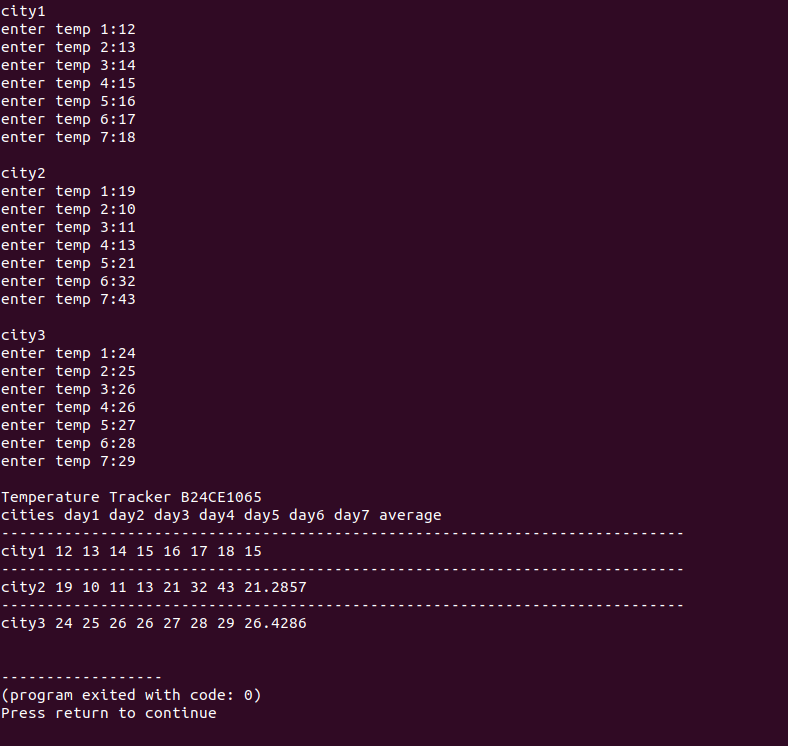 city1
enter temp 1:12
enter temp 2:13
enter temp 3:14
enter temp 4:15
enter temp 5:16
enter temp 6:17
enter temp 7:18
city2
enter temp 1:19
enter temp 2:10
enter temp 3:11
enter temp 4:13
enter temp 5:21
enter temp 6:32
enter temp 7:43
city3
enter temp 1:24
enter temp 2:25
enter temp 3:26
enter temp 4:26
enter temp 5:27
enter temp 6:28
enter temp 7:29
Temperature Tracker B24CE1065
cities day1 day2 day3 day4 day5 day6 day7 average
----------------------------------------------------------------------------
city1 12 13 14 15 16 17 18 15
----------------------------------------------------------------------------
city2 19 10 11 13 21 32 43 21.2857
----------------------------------------------------------------------------
city3 24 25 26 26 27 28 29 26.4286
------------------
(program exited with code: 0)
Press return to continue